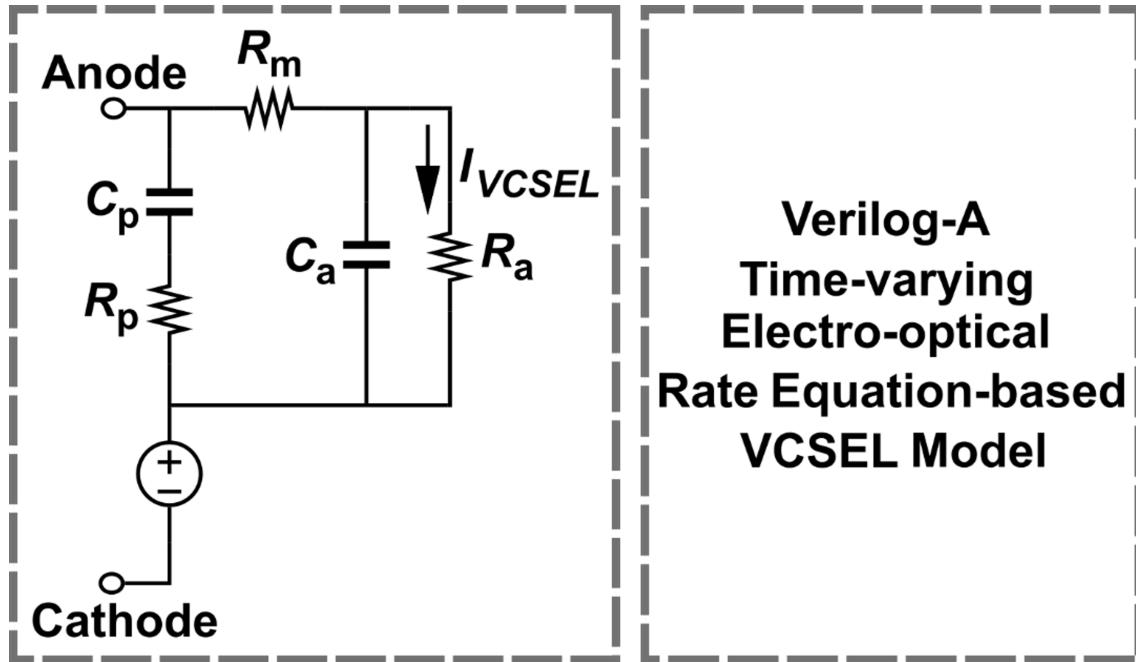 Anode
Rm
Cp
Rp
Ca
IVCSEL
Ra
+
−
Cathode
Verilog-A
Time-varying
Electro-optical
Rate Equation-based
VCSEL Model